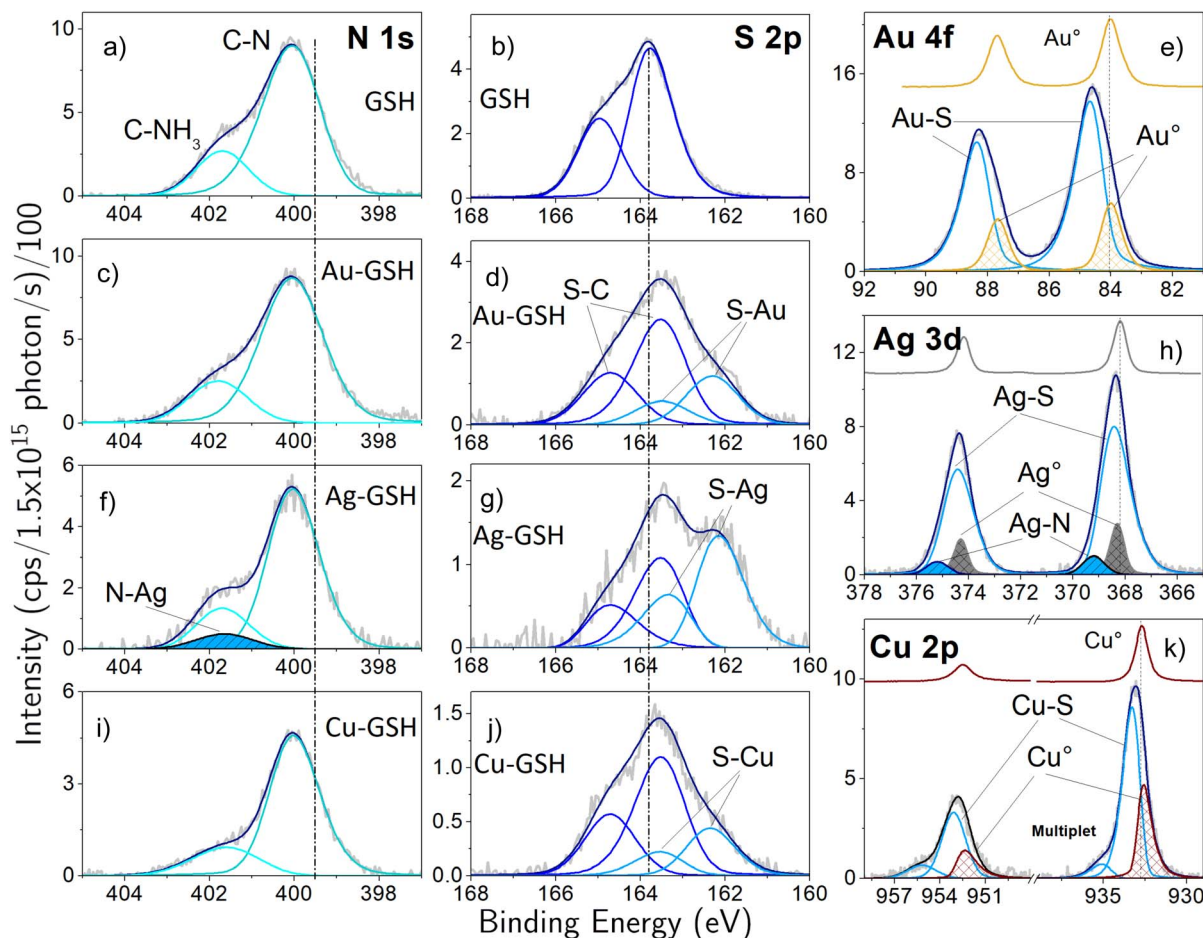 Intensity (cps/1.5x10¹⁵ photon/s)/100
a)
C-N
N 1s
GSH
C-NH₃
10
5
0
404 402 400 398
b)
S 2p
GSH
4
2
0
168 166 164 162 160
Au 4f
Au°
e)
Au-S
Au°
16
8
0
92 90 88 86 84 82
c)
Au-GSH
10
5
0
404 402 400 398
d)
S-C
Au-GSH
S-Au
4
2
0
168 166 164 162 160
Ag 3d
h)
Ag-S
Ag°
Ag-N
12
8
4
0
378 376 374 372 370 368 366
f)
Ag-GSH
N-Ag
6
4
2
0
404 402 400 398
g)
S-Ag
Ag-GSH
2
1
0
168 166 164 162 160
Cu 2p
Cu°
k)
Cu-S
Cu°
Multiplet
10
5
0
957 954 951 935 930
i)
Cu-GSH
6
3
0
404 402 400 398
j)
Cu-GSH
S-Cu
1.5
1.0
0.5
0.0
168 166 164 162 160
Binding Energy (eV)